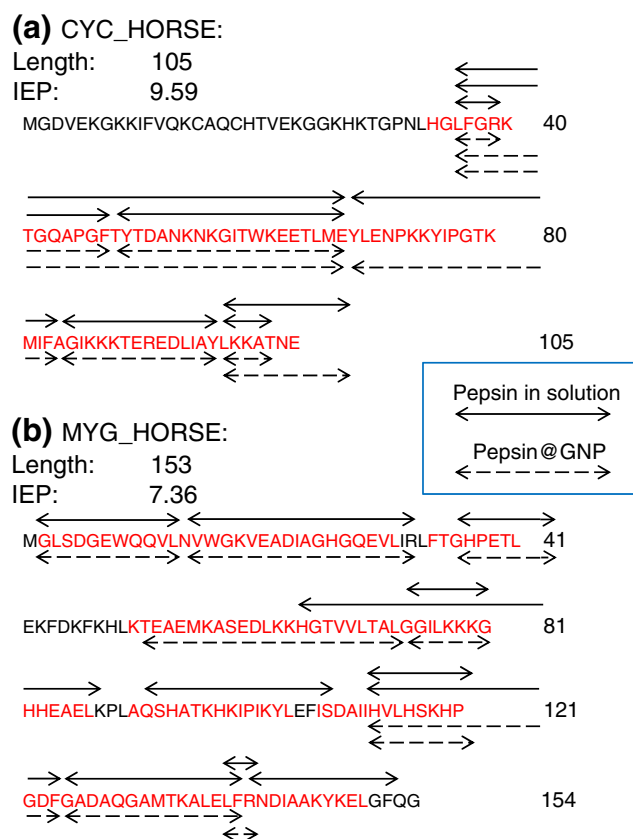 (a) CYC_HORSE:
Length: 105
IEP: 9.59
MGDVEKGKKIFVQKCAQCHTVEKGGKHKTGPNLHGLFGRK 40
TGQAPGFTYTDANKNKGITWKEETLMEYLENPKKYIPGTK 80
MIFAGIKKKTEREDLIAYLKKATNE 105
Pepsin in solution
Pepsin@GNP
(b) MYG_HORSE:
Length: 153
IEP: 7.36
MGLSDGEWQQVLNVWGKVEADIAGHGQEVLIRLFTGHPETL 41
EKFDKFKHLKTEAEMKASEDLKKHGTVVLTALGGILKKKG 81
HHEAELKPLAQSHATKHKIPIKYLEFISDAIIHVLHSKHP 121
GDFGADAQGAMTKALELFRNDIAAKYKELGFQG 154